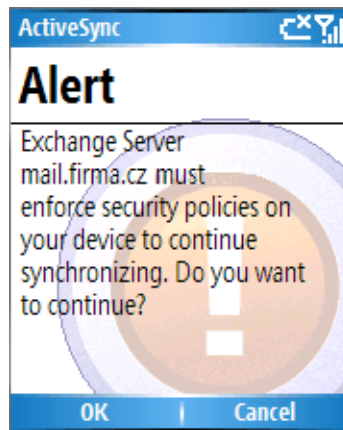 ActiveSync
Alert
Exchange Server
mail.firma.cz must
enforce security policies on
your device to continue
synchronizing. Do you want
to continue?
OK
Cancel